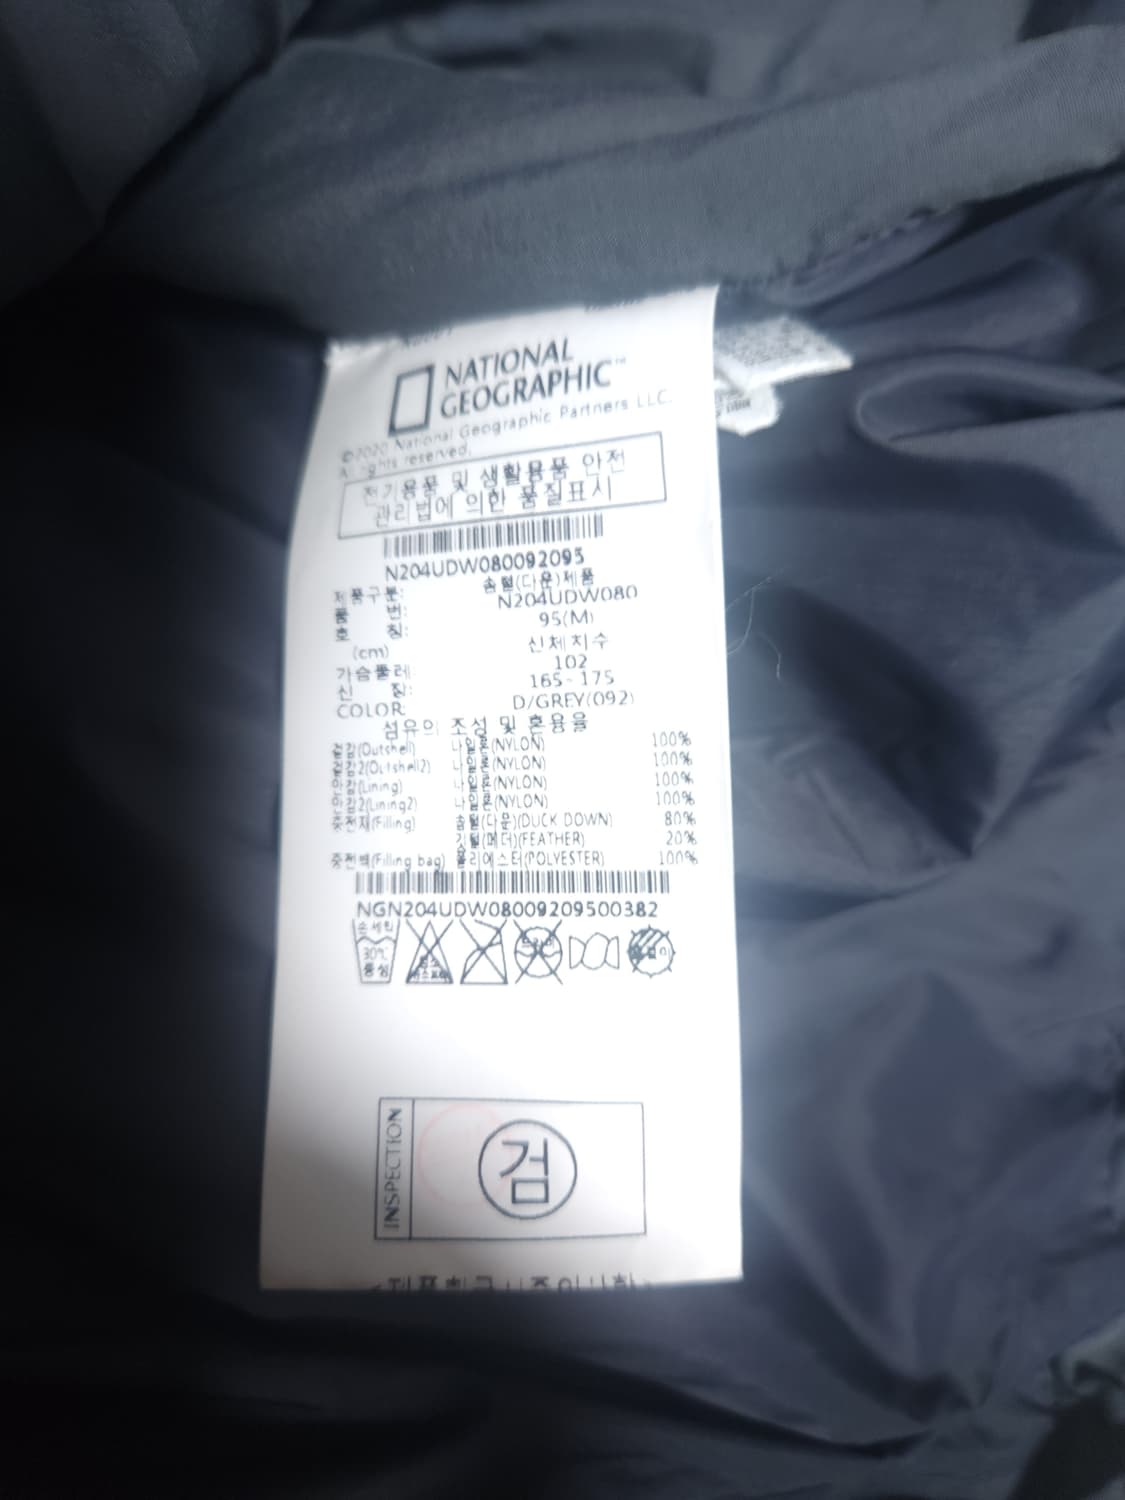 NATIONAL
GEOGRAPHIC™
©2020 National Geographic Partners LLC.
All rights reserved.
전기용품 및 생활용품 안전
관리법에 의한 품질표시
N204UDW080092095
제품구분: 솜털(다운)제품
품 번: N204UDW080
호 칭: 95(M)
(cm) 신체치수
가슴둘레 102
신 장: 165-175
COLOR: D/GREY(092)
섬유의 조성 및 혼용율
겉감(Outshell) 나일론(NYLON) 100%
겉감2(Outshell2) 나일론(NYLON) 100%
안감(Lining) 나일론(NYLON) 100%
안감2(Lining2) 나일론(NYLON) 100%
충전재(Filling) 솜털(다운)(DUCK DOWN) 80%
깃털(페더)(FEATHER) 20%
충전백(Filling bag) 폴리에스터(POLYESTER) 100%
NGN204UDW08009209500382
손세탁
30℃
중성
염소
드라이
INSPECTION
검